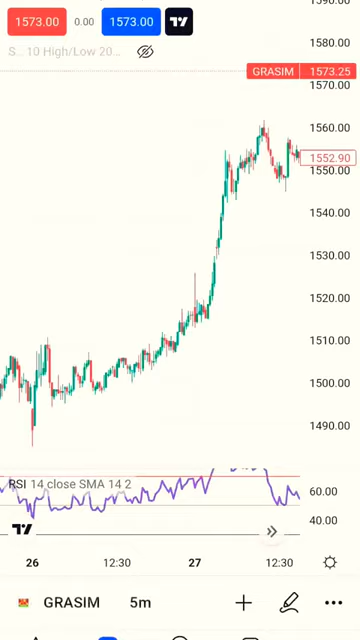 1590.00
1573.00 0.00 1573.00
1580.00
S... 10 High/Low 20...
GRASIM 1573.25
1570.00
1560.00
1552.90
1550.00
1540.00
1530.00
1520.00
1510.00
1500.00
1490.00
RSI 14 close SMA 14 2
60.00
40.00
26 12:30 27 12:30
GRASIM 5m